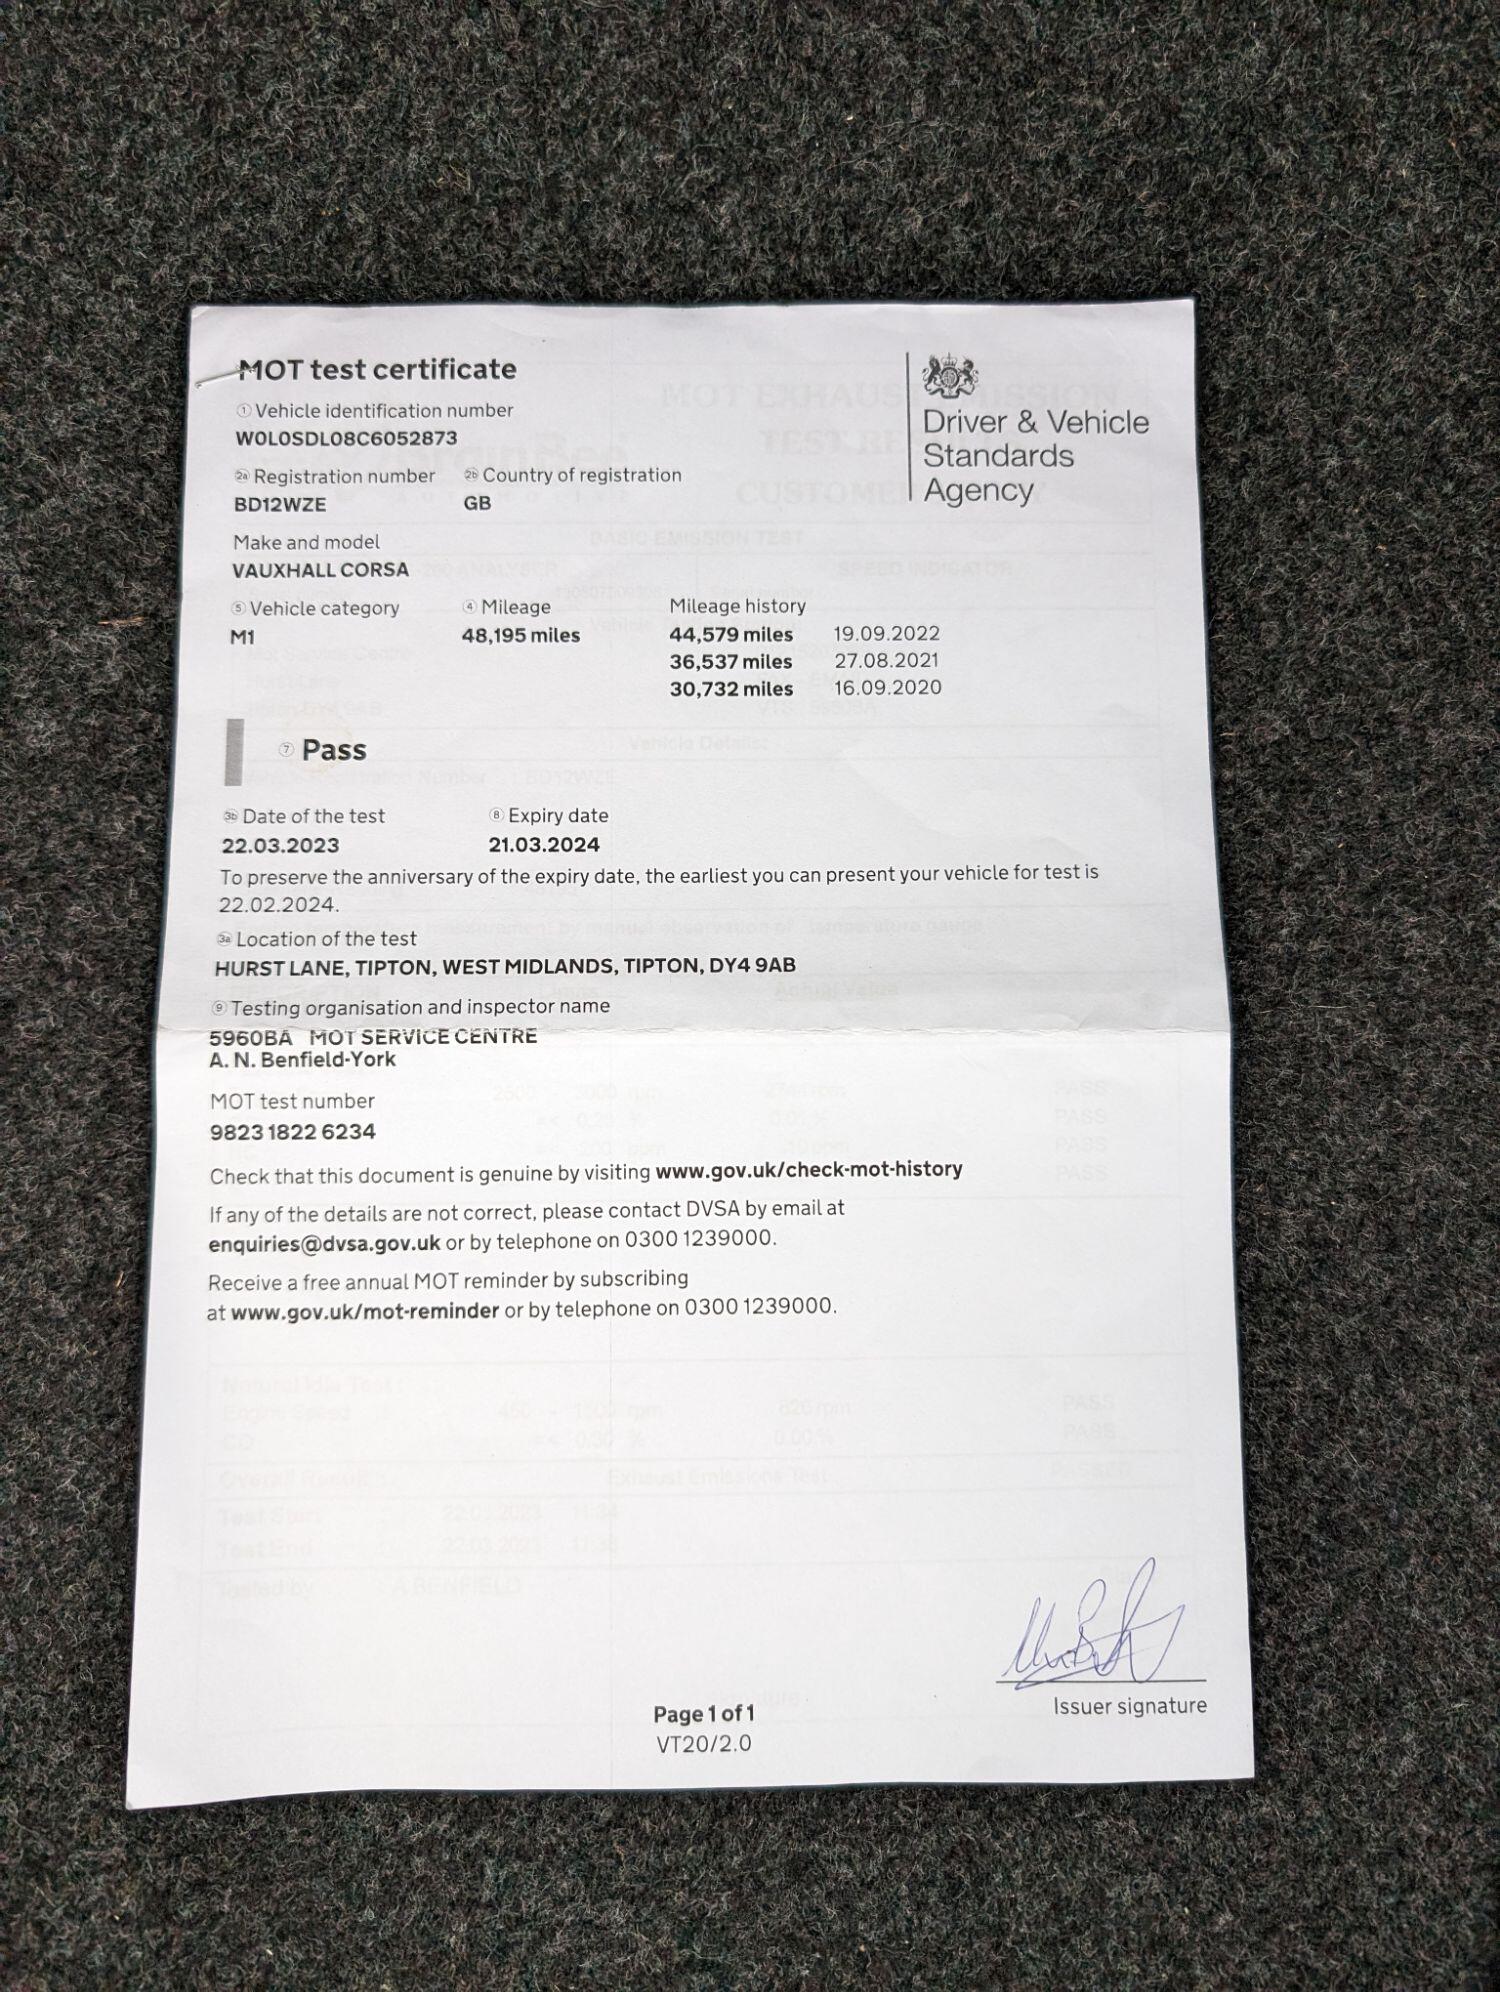 MOT test certificate
Driver & Vehicle
Standards
Agency
① Vehicle identification number
W0L0SDL08C6052873
2a Registration number 2b Country of registration
BD12WZE GB
Make and model
VAUXHALL CORSA
⑤ Vehicle category ④ Mileage Mileage history
M1 48,195 miles 44,579 miles 19.09.2022
36,537 miles 27.08.2021
30,732 miles 16.09.2020
⑦ Pass
3b Date of the test ⑧ Expiry date
22.03.2023 21.03.2024
To preserve the anniversary of the expiry date, the earliest you can present your vehicle for test is
22.02.2024.
3a Location of the test
HURST LANE, TIPTON, WEST MIDLANDS, TIPTON, DY4 9AB
⑨ Testing organisation and inspector name
5960BA MOT SERVICE CENTRE
A. N. Benfield-York
MOT test number
9823 1822 6234
Check that this document is genuine by visiting www.gov.uk/check-mot-history
If any of the details are not correct, please contact DVSA by email at
enquiries@dvsa.gov.uk or by telephone on 0300 1239000.
Receive a free annual MOT reminder by subscribing
at www.gov.uk/mot-reminder or by telephone on 0300 1239000.
Issuer signature
Page 1 of 1
VT20/2.0